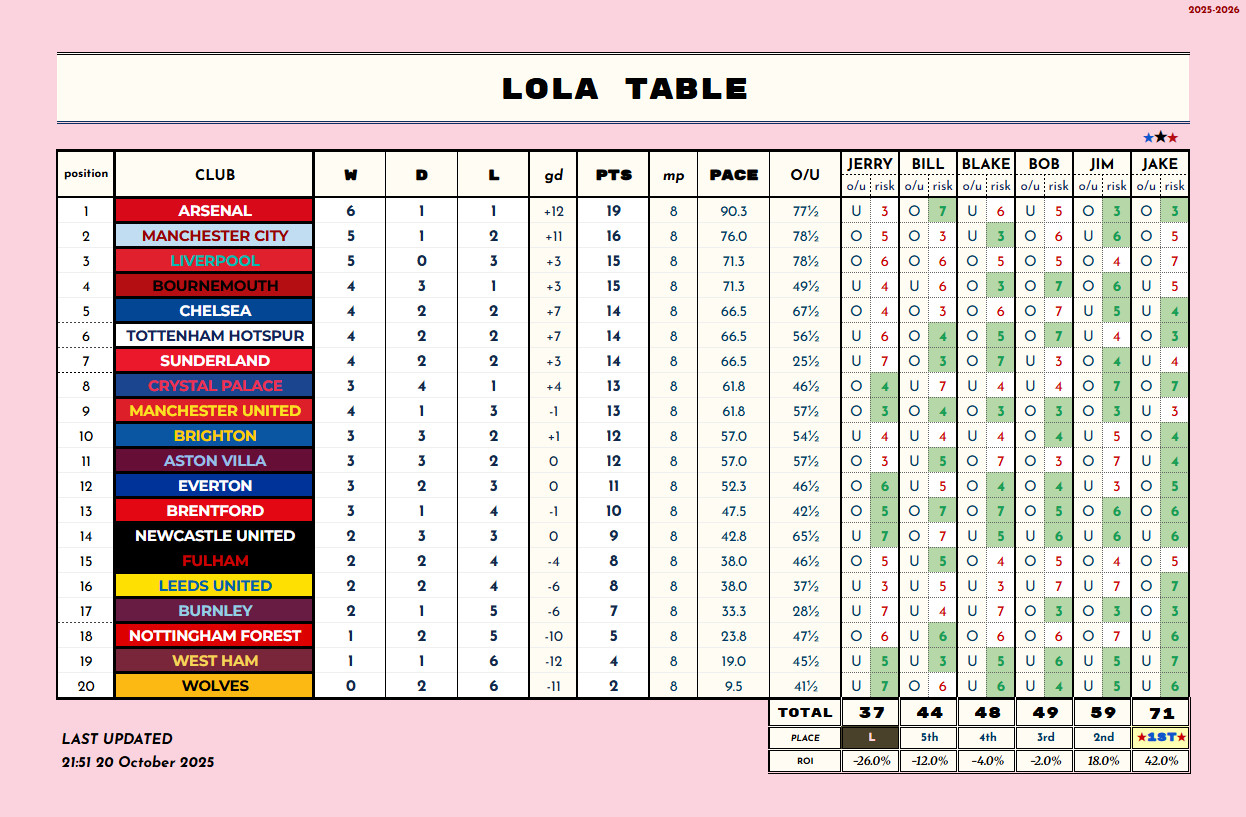 2025-2026
LOLA TABLE
★★★
position CLUB W D L gd PTS mp PACE O/U JERRY BILL BLAKE BOB JIM JAKE
o/u risk o/u risk o/u risk o/u risk o/u risk o/u risk
1 ARSENAL 6 1 1 +12 19 8 90.3 77½ U 3 O 7 U 6 U 5 O 3 O 3
2 MANCHESTER CITY 5 1 2 +11 16 8 76.0 78½ O 5 O 3 U 3 O 6 U 6 O 5
3 LIVERPOOL 5 0 3 +3 15 8 71.3 78½ O 6 O 6 O 5 O 5 O 4 O 7
4 BOURNEMOUTH 4 3 1 +3 15 8 71.3 49½ U 4 U 6 O 3 O 7 O 6 U 5
5 CHELSEA 4 2 2 +7 14 8 66.5 67½ O 4 O 3 O 6 O 7 U 5 U 4
6 TOTTENHAM HOTSPUR 4 2 2 +7 14 8 66.5 56½ U 6 O 4 O 5 O 7 U 4 O 3
7 SUNDERLAND 4 2 2 +3 14 8 66.5 25½ U 7 O 3 O 7 U 3 O 4 U 4
8 CRYSTAL PALACE 3 4 1 +4 13 8 61.8 46½ O 4 U 7 U 4 U 4 O 7 O 7
9 MANCHESTER UNITED 4 1 3 -1 13 8 61.8 57½ O 3 O 4 O 3 O 3 O 3 U 3
10 BRIGHTON 3 3 2 +1 12 8 57.0 54½ U 4 U 4 U 4 O 4 U 5 O 4
11 ASTON VILLA 3 3 2 0 12 8 57.0 57½ O 3 U 5 O 7 O 3 O 7 U 4
12 EVERTON 3 2 3 0 11 8 52.3 46½ O 6 U 5 O 4 O 4 U 3 O 5
13 BRENTFORD 3 1 4 -1 10 8 47.5 42½ O 5 O 7 O 7 O 5 O 6 O 6
14 NEWCASTLE UNITED 2 3 3 0 9 8 42.8 65½ U 7 O 7 U 5 U 6 U 6 U 6
15 FULHAM 2 2 4 -4 8 8 38.0 46½ O 5 U 5 O 4 O 5 O 4 O 5
16 LEEDS UNITED 2 2 4 -6 8 8 38.0 37½ U 3 U 5 U 3 U 7 U 7 O 7
17 BURNLEY 2 1 5 -6 7 8 33.3 28½ U 7 U 4 U 7 O 3 O 3 O 3
18 NOTTINGHAM FOREST 1 2 5 -10 5 8 23.8 47½ O 6 U 6 O 6 O 6 O 7 U 6
19 WEST HAM 1 1 6 -12 4 8 19.0 45½ U 5 U 3 U 5 U 6 U 5 U 7
20 WOLVES 0 2 6 -11 2 8 9.5 41½ U 7 O 6 U 6 U 4 U 5 U 6
TOTAL 37 44 48 49 59 71
PLACE L 5th 4th 3rd 2nd ★1ST★
ROI -26.0% -12.0% -4.0% -2.0% 18.0% 42.0%
LAST UPDATED
21:51 20 October 2025